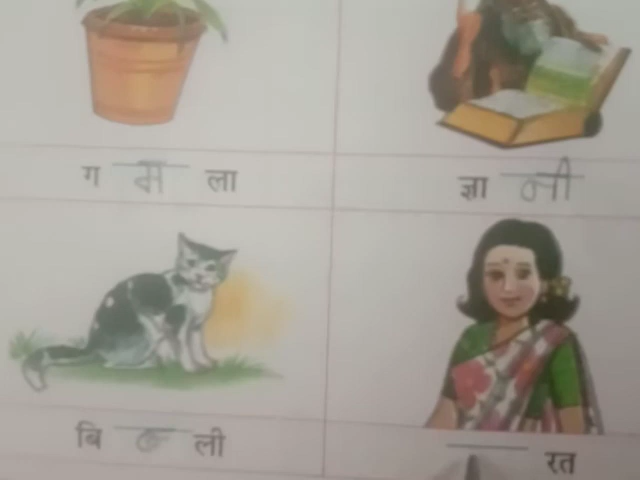 ग म ला
ज्ञा नी
बि ल ली
रत